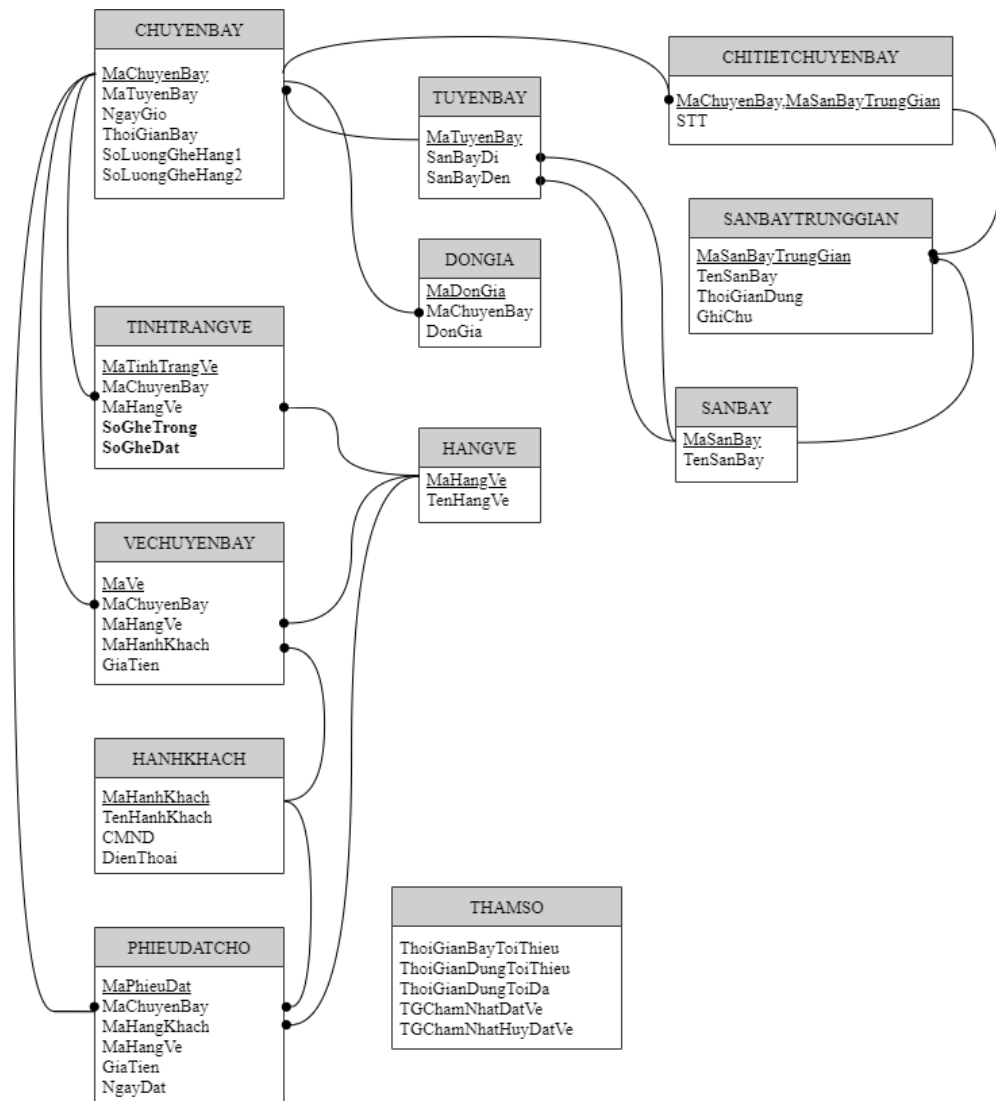 CHUYENBAY
MaChuyenBay
MaTuyenBay
NgayGio
ThoiGianBay
SoLuongGheHang1
SoLuongGheHang2
TUYENBAY
MaTuyenBay
SanBayDi
SanBayDen
CHITIETCHUYENBAY
MaChuyenBay,MaSanBayTrungGian
STT
SANBAYTRUNGGIAN
MaSanBayTrungGian
TenSanBay
ThoiGianDung
GhiChu
DONGIA
MaDonGia
MaChuyenBay
DonGia
TINHTRANGVE
MaTinhTrangVe
MaChuyenBay
MaHangVe
SoGheTrong
SoGheDat
SANBAY
MaSanBay
TenSanBay
HANGVE
MaHangVe
TenHangVe
VECHUYENBAY
MaVe
MaChuyenBay
MaHangVe
MaHanhKhach
GiaTien
HANHKHACH
MaHanhKhach
TenHanhKhach
CMND
DienThoai
THAMSO
ThoiGianBayToiThieu
ThoiGianDungToiThieu
ThoiGianDungToiDa
TGChamNhatDatVe
TGChamNhatHuyDatVe
PHIEUDATCHO
MaPhieuDat
MaChuyenBay
MaHangKhach
MaHangVe
GiaTien
NgayDat